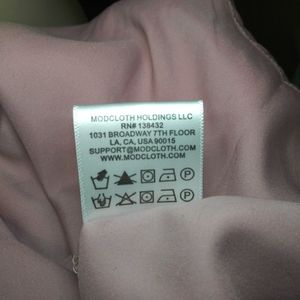 MODCLOTH HOLDINGS LLC
RN# 138432
1031 BROADWAY 7TH FLOOR
LA, CA, USA 90015
SUPPORT@MODCLOTH.COM
WWW.MODCLOTH.COM
P
P